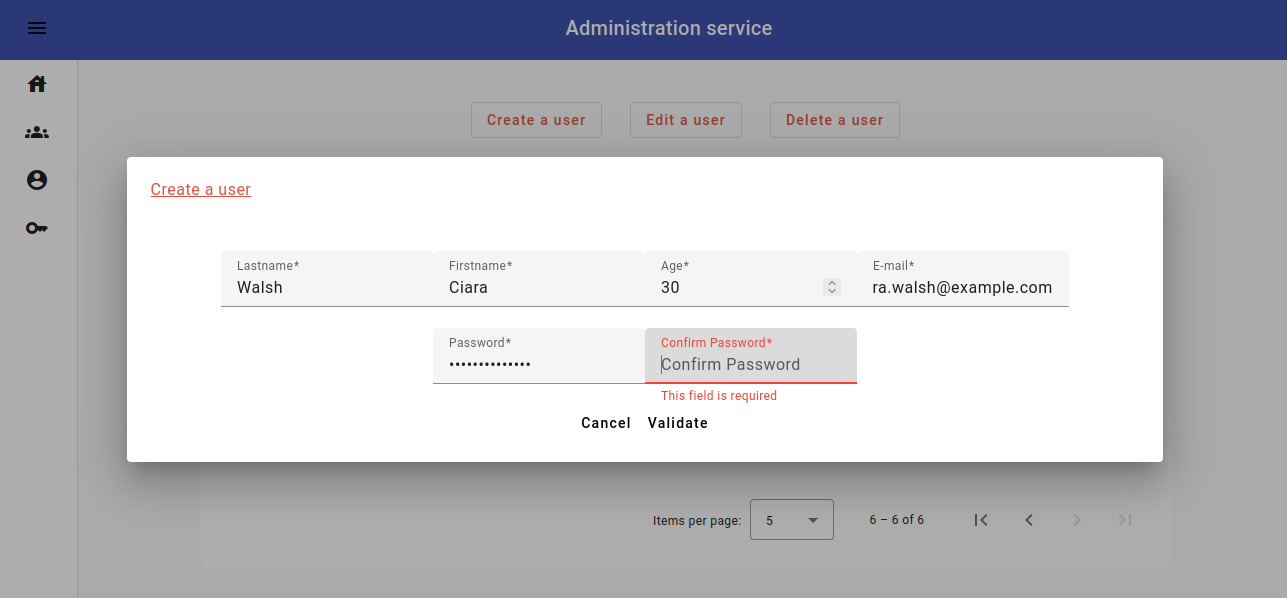 Administration service
Create a user Edit a user Delete a user
Create a user
Lastname* Firstname* Age* E-mail*
Walsh Ciara 30 ra.walsh@example.com
Password* Confirm Password*
•••••••••••••• Confirm Password
This field is required
Cancel Validate
Items per page: 5 6 – 6 of 6